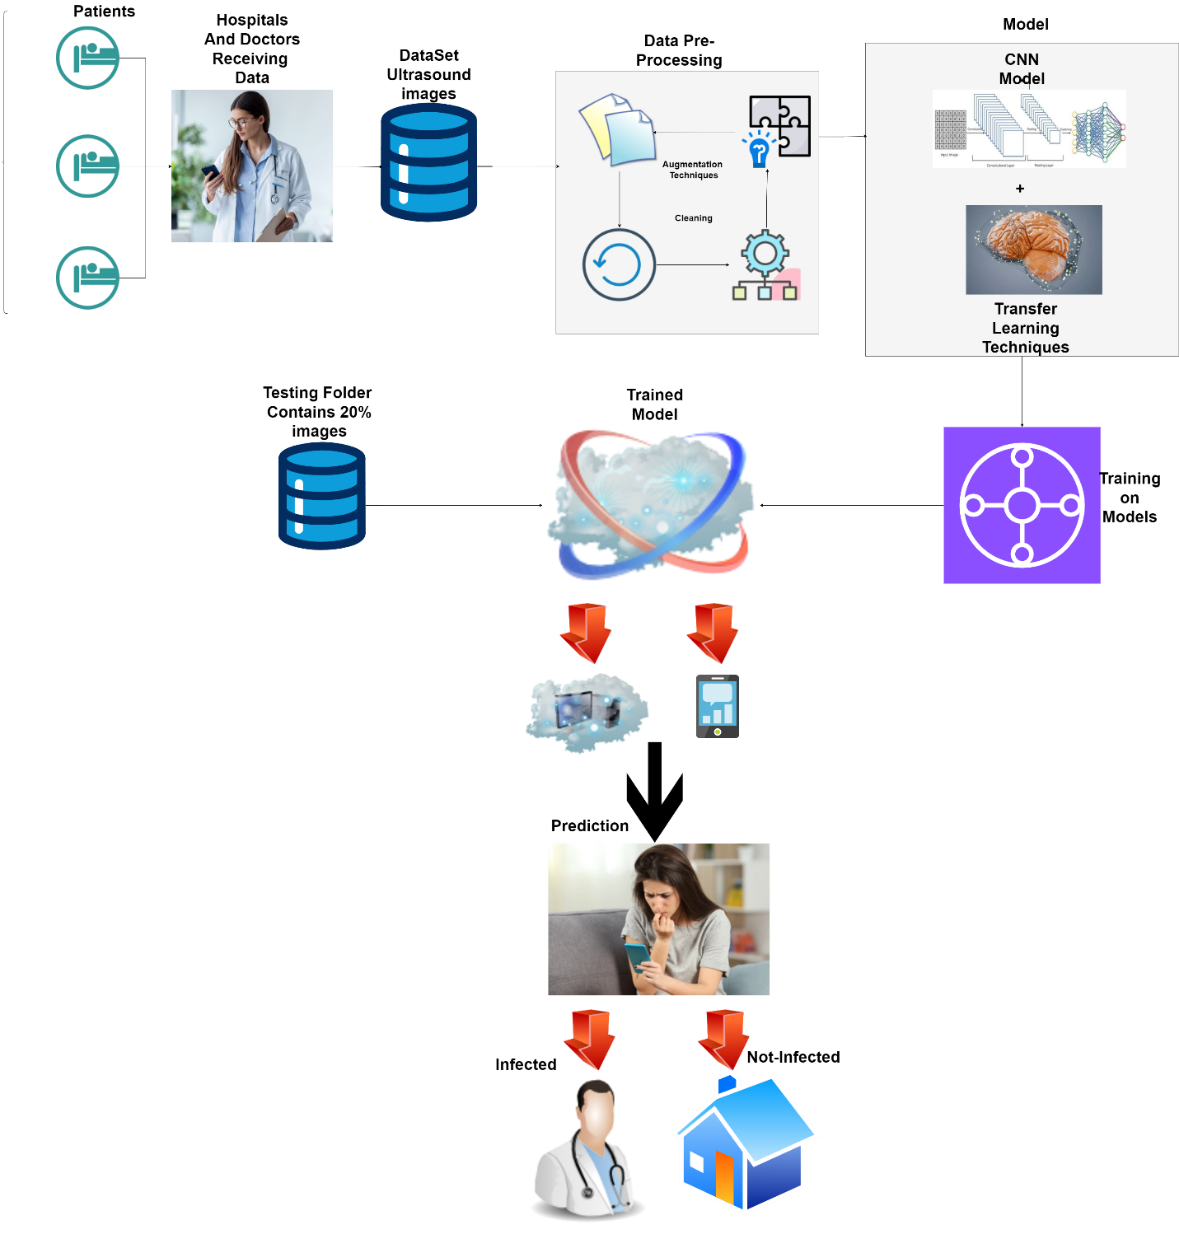 Patients
Hospitals
And Doctors
Receiving
Data
DataSet
Ultrasound
images
Data Pre-
Processing
Augmentation
Techniques
Cleaning
Model
CNN
Model
+
Transfer
Learning
Techniques
Testing Folder
Contains 20%
images
Trained
Model
Training
on
Models
Prediction
Infected
Not-Infected